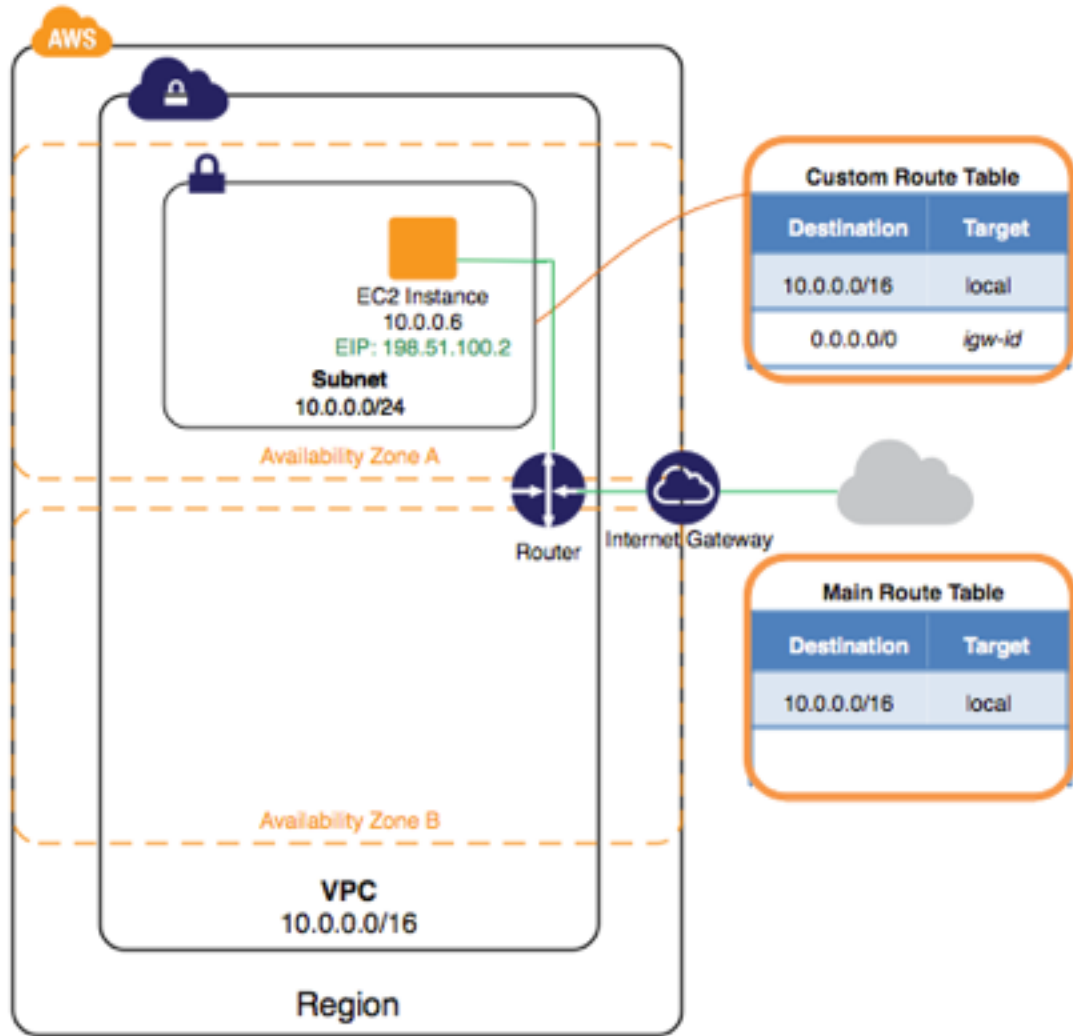 AWS
EC2 Instance
10.0.0.6
EIP: 198.51.100.2
Subnet
10.0.0.0/24
Availability Zone A
Router
Internet Gateway
Availability Zone B
VPC
10.0.0.0/16
Region
Custom Route Table
Destination Target
10.0.0.0/16 local
0.0.0.0/0 igw-id
Main Route Table
Destination Target
10.0.0.0/16 local